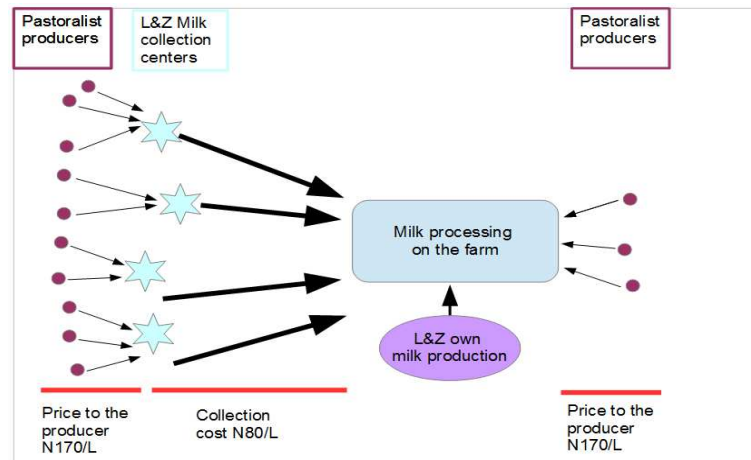 Pastoralist
producers
L&Z Milk
collection
centers
Pastoralist
producers
Milk processing
on the farm
L&Z own
milk production
Price to the
producer
N170/L
Collection
cost N80/L
Price to the
producer
N170/L